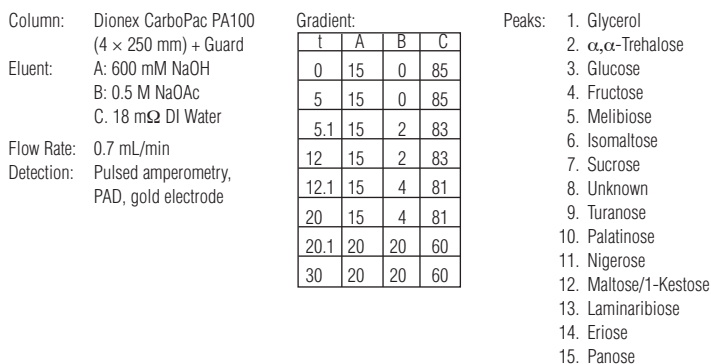 Column: Dionex CarboPac PA100
(4 × 250 mm) + Guard
Eluent: A: 600 mM NaOH
B: 0.5 M NaOAc
C. 18 mΩ DI Water
Flow Rate: 0.7 mL/min
Detection: Pulsed amperometry,
PAD, gold electrode
Gradient:
t A B C
0 15 0 85
5 15 0 85
5.1 15 2 83
12 15 2 83
12.1 15 4 81
20 15 4 81
20.1 20 20 60
30 20 20 60
Peaks: 1. Glycerol
2. α,α-Trehalose
3. Glucose
4. Fructose
5. Melibiose
6. Isomaltose
7. Sucrose
8. Unknown
9. Turanose
10. Palatinose
11. Nigerose
12. Maltose/1-Kestose
13. Laminaribiose
14. Eriose
15. Panose